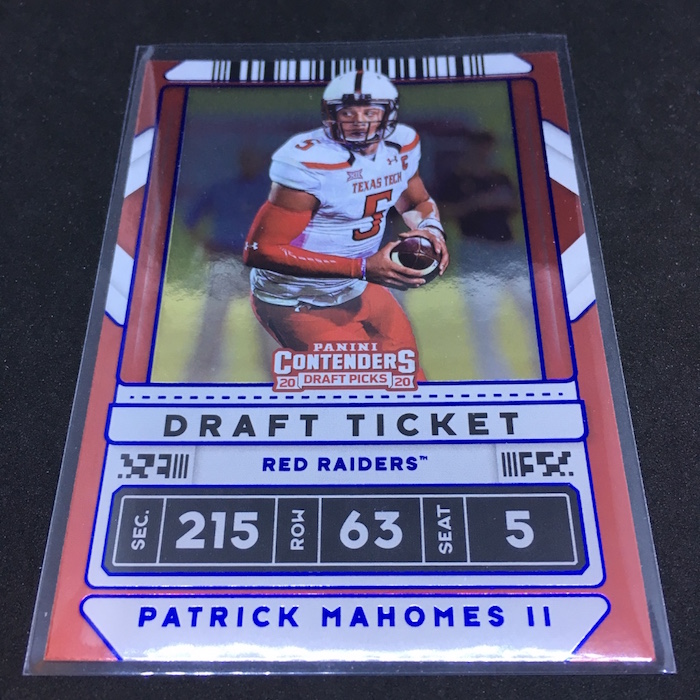 5
C
TEXAS TECH
5
PANINI
CONTENDERS
20 DRAFT PICKS 20
DRAFT TICKET
RED RAIDERS™
SEC. 215 ROW 63 SEAT 5
PATRICK MAHOMES II